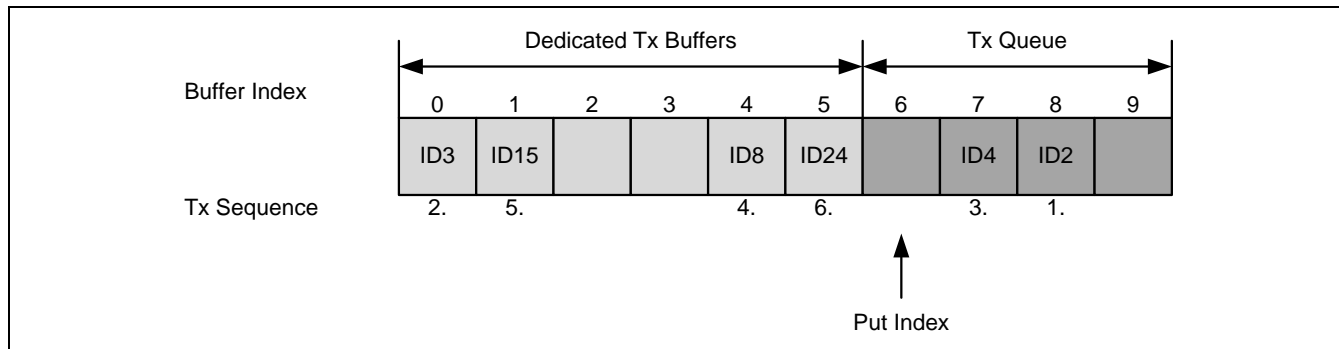 Dedicated Tx Buffers Tx Queue
Buffer Index
0 1 2 3 4 5 6 7 8 9
ID3 ID15 ID8 ID24 ID4 ID2
Tx Sequence 2. 5. 4. 6. 3. 1.
Put Index